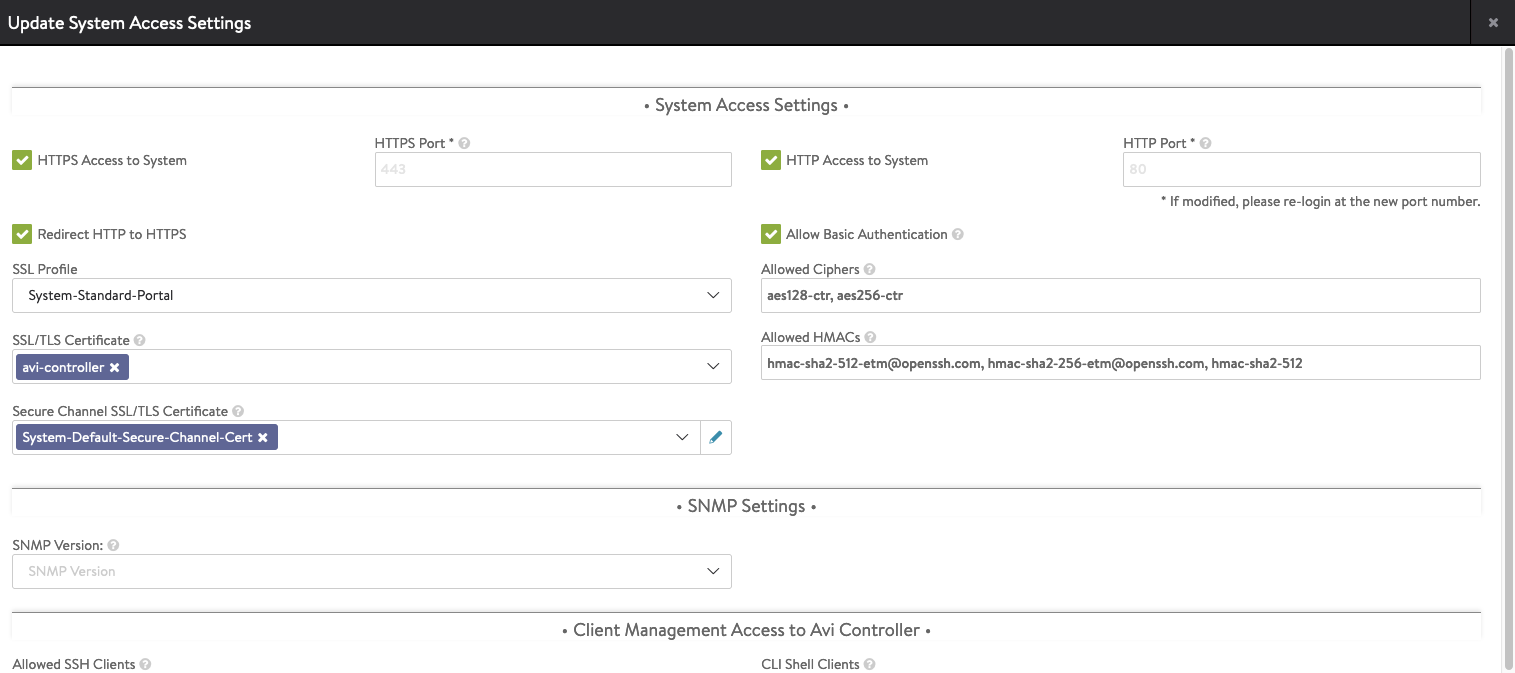 Update System Access Settings
• System Access Settings •
HTTPS Access to System
HTTPS Port *
443
HTTP Access to System
HTTP Port *
80
* If modified, please re-login at the new port number.
Redirect HTTP to HTTPS
Allow Basic Authentication
SSL Profile
System-Standard-Portal
Allowed Ciphers
aes128-ctr, aes256-ctr
SSL/TLS Certificate
avi-controller
Allowed HMACs
hmac-sha2-512-etm@openssh.com, hmac-sha2-256-etm@openssh.com, hmac-sha2-512
Secure Channel SSL/TLS Certificate
System-Default-Secure-Channel-Cert
• SNMP Settings •
SNMP Version:
SNMP Version
• Client Management Access to Avi Controller •
Allowed SSH Clients
CLI Shell Clients